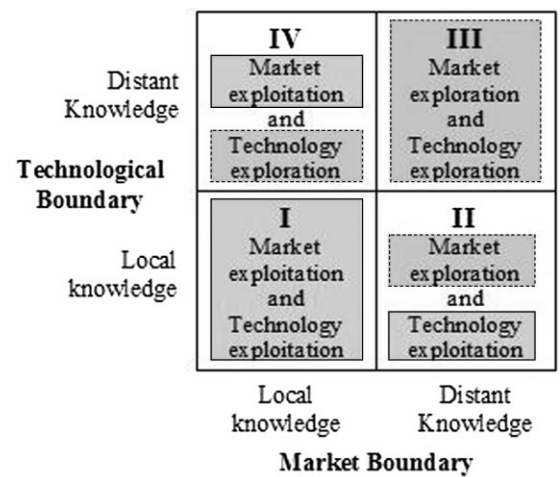 IV
Market
exploitation
and
Technology
exploration
III
Market
exploration
and
Technology
exploration
Distant
Knowledge
Technological
Boundary
Local
knowledge
I
Market
exploitation
and
Technology
exploitation
II
Market
exploration
and
Technology
exploitation
Local
knowledge
Distant
Knowledge
Market Boundary